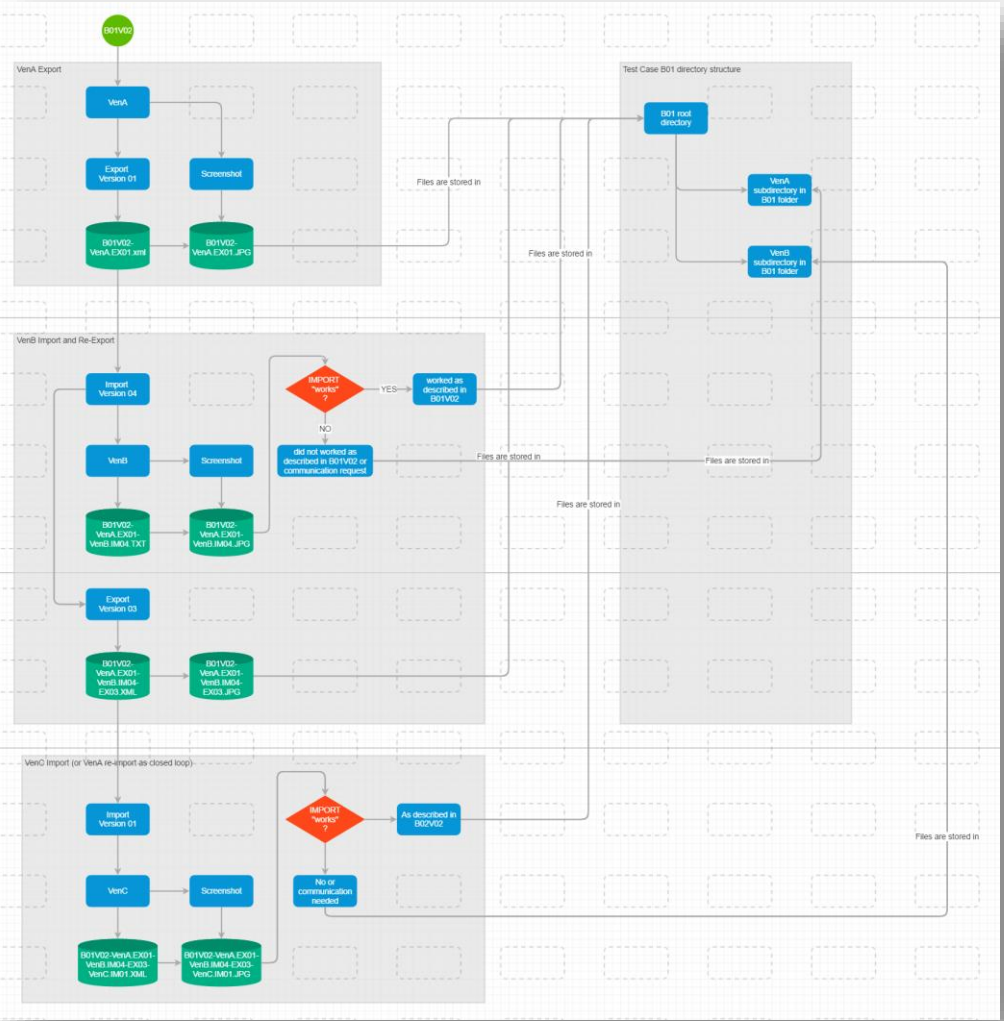 B01V02
VenA Export
VenA
Export
Version 01
Screenshot
B01V02-
VenA.EX01.xml
B01V02-
VenA.EX01.JPG
Files are stored in
Test Case B01 directory structure
B01 root
directory
VenA
subdirectory in
B01 folder
VenB
subdirectory in
B01 folder
Files are stored in
VenB Import and Re-Export
Import
Version 04
IMPORT
"works"
?
YES
worked as
described in
B01V02
NO
VenB
Screenshot
did not worked as
described in B01V02 or
communication request
Files are stored in
Files are stored in
B01V02-
VenA.EX01-
VenB.IM04.TXT
B01V02-
VenA.EX01-
VenB.IM04.JPG
Files are stored in
Export
Version 03
B01V02-
VenA.EX01-
VenB.IM04-
EX03.XML
B01V02-
VenA.EX01-
VenB.IM04-
EX03.JPG
VenC Import (or VenA re-import as closed loop)
Import
Version 01
IMPORT
"works"
?
As described in
B02V02
Files are stored in
VenC
Screenshot
No or
communication
needed
B01V02-VenA.EX01-
VenB.IM04-EX03-
VenC.IM01.XML
B01V02-VenA.EX01-
VenB.IM04-EX03-
VenC.IM01.JPG